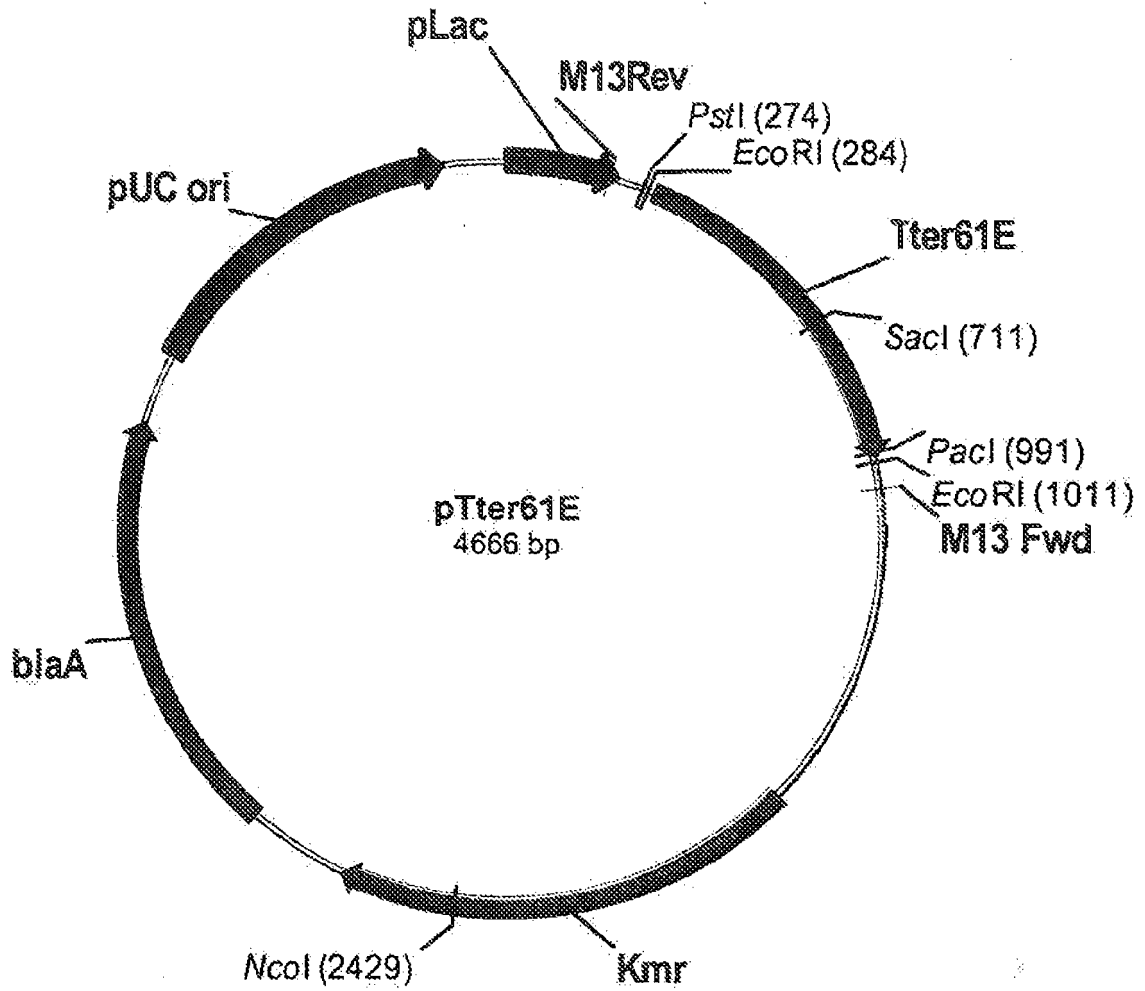 pLac
M13Rev
PstI (274)
EcoRI (284)
pUC ori
Tter61E
SacI (711)
PacI (991)
EcoRI (1011)
M13 Fwd
pTter61E
4666 bp
blaA
NcoI (2429)
Kmr